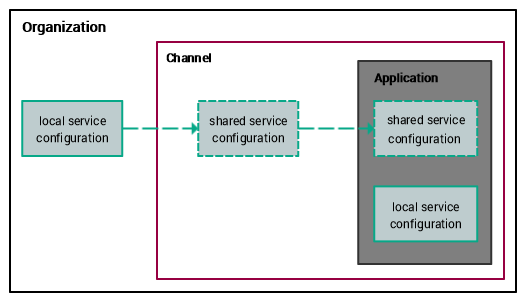 Organization
Channel
Application
local service
configuration
shared service
configuration
shared service
configuration
local service
configuration